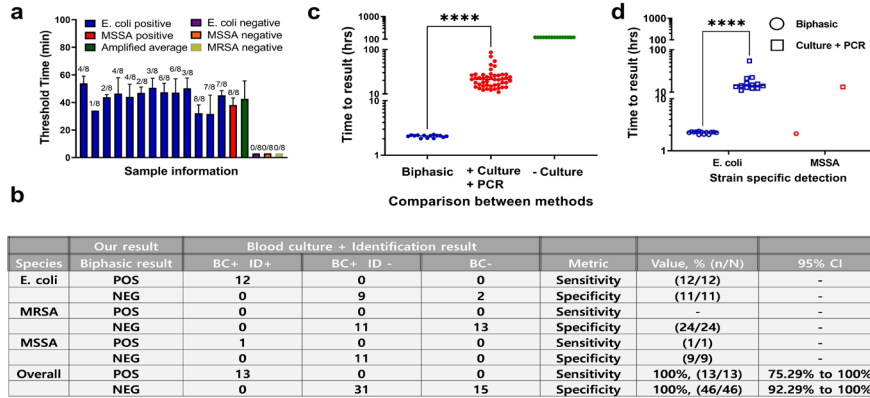 a
Threshold Time (min)
100
80
60
40
20
0
E. coli positive
MSSA positive
Amplified average
E. coli negative
MSSA negative
MRSA negative
4/8
1/8
2/8
4/8
4/8
2/8
3/8
6/8
4/8
3/8
8/8
7/8
8/8
8/8
0/80/80/8
Sample information
c
Time to result (hrs)
1000
100
100
10
10
1
****
Biphasic
+ Culture
+ PCR
- Culture
Comparison between methods
d
Time to result (hrs)
1000
100
100
10
10
1
****
Biphasic
Culture + PCR
E. coli
MSSA
Strain specific detection
b
Our result Blood culture + Identification result
Species Biphasic result BC+ ID+ BC+ ID - BC- Metric Value, % (n/N) 95% CI
E. coli POS 12 0 0 Sensitivity (12/12) -
NEG 0 9 2 Specificity (11/11) -
MRSA POS 0 0 0 Sensitivity - -
NEG 0 11 13 Specificity (24/24) -
MSSA POS 1 0 0 Sensitivity (1/1) -
NEG 0 11 0 Specificity (9/9) -
Overall POS 13 0 0 Sensitivity 100%, (13/13) 75.29% to 100%
NEG 0 31 15 Specificity 100%, (46/46) 92.29% to 100%